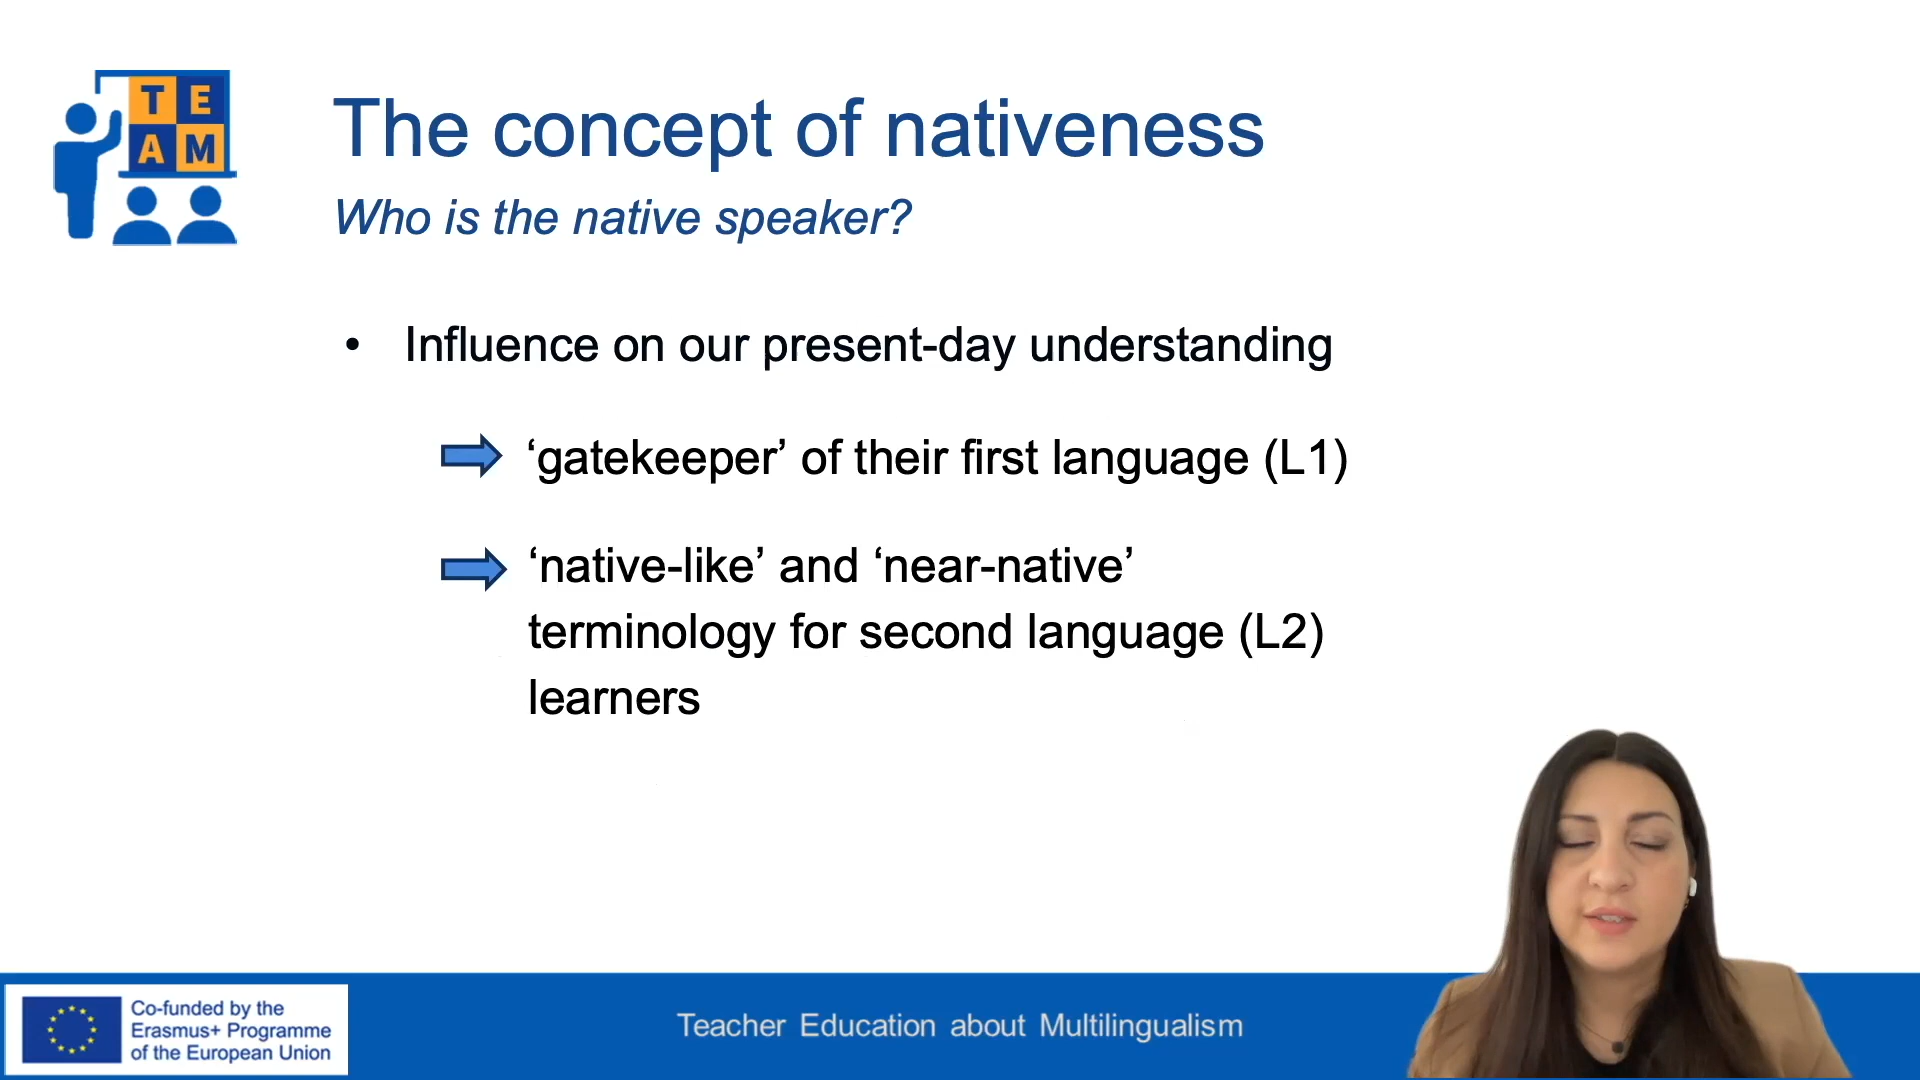 T E
A M
The concept of nativeness
Who is the native speaker?
• Influence on our present-day understanding
‘gatekeeper’ of their first language (L1)
‘native-like’ and ‘near-native’
terminology for second language (L2)
learners
Co-funded by the
Erasmus+ Programme
of the European Union
Teacher Education about Multilingualism